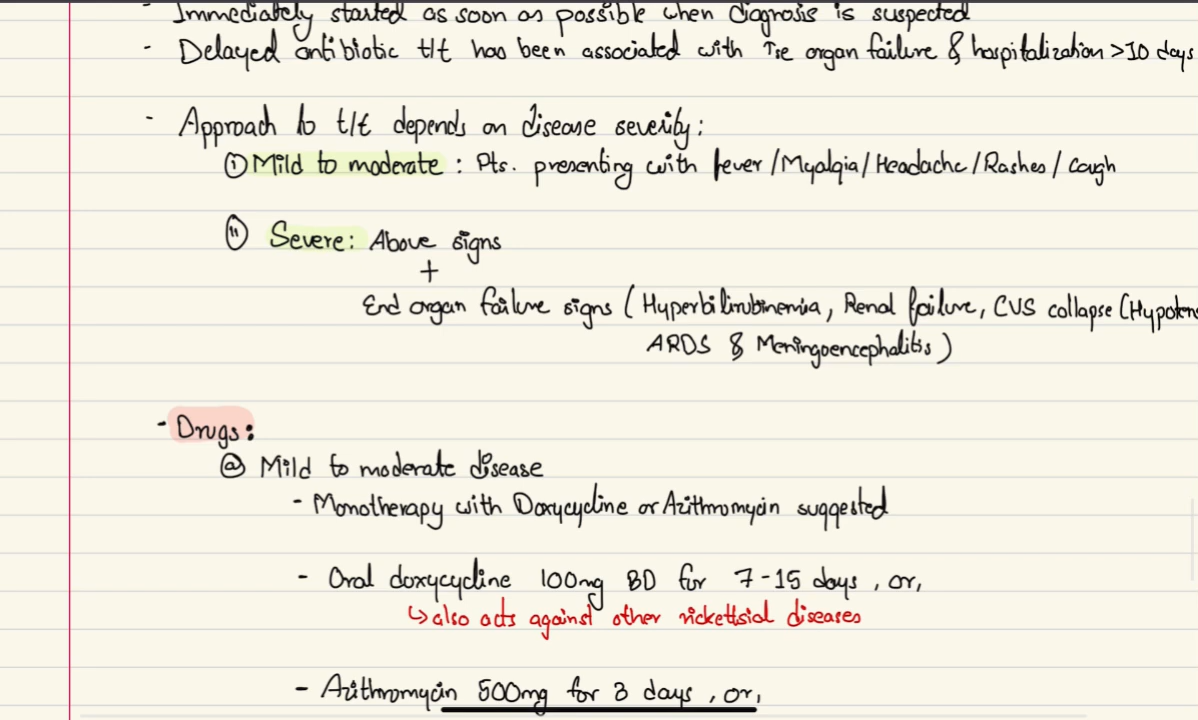 - Immediately started as soon as possible when diagnosis is suspected
- Delayed antibiotic t/t has been associated with ↑se organ failure & hospitalization >10 days
- Approach to t/t depends on disease severity:
① Mild to moderate : Pts. presenting with fever/Myalgia/Headache/Rashes/Cough
ⅱ Severe: Above signs
+
End organ failure signs (Hyperbilirubinemia, Renal failure, CVS collapse (Hypoten
ARDS & Meningoencephalitis)
- Drugs:
ⓐ Mild to moderate disease
- Monotherapy with Doxycycline or Azithromycin suggested
- Oral doxycycline 100mg BD for 7-15 days, or,
↳ also acts against other rickettsial diseases
- Azithromycin 500mg for 3 days, or,